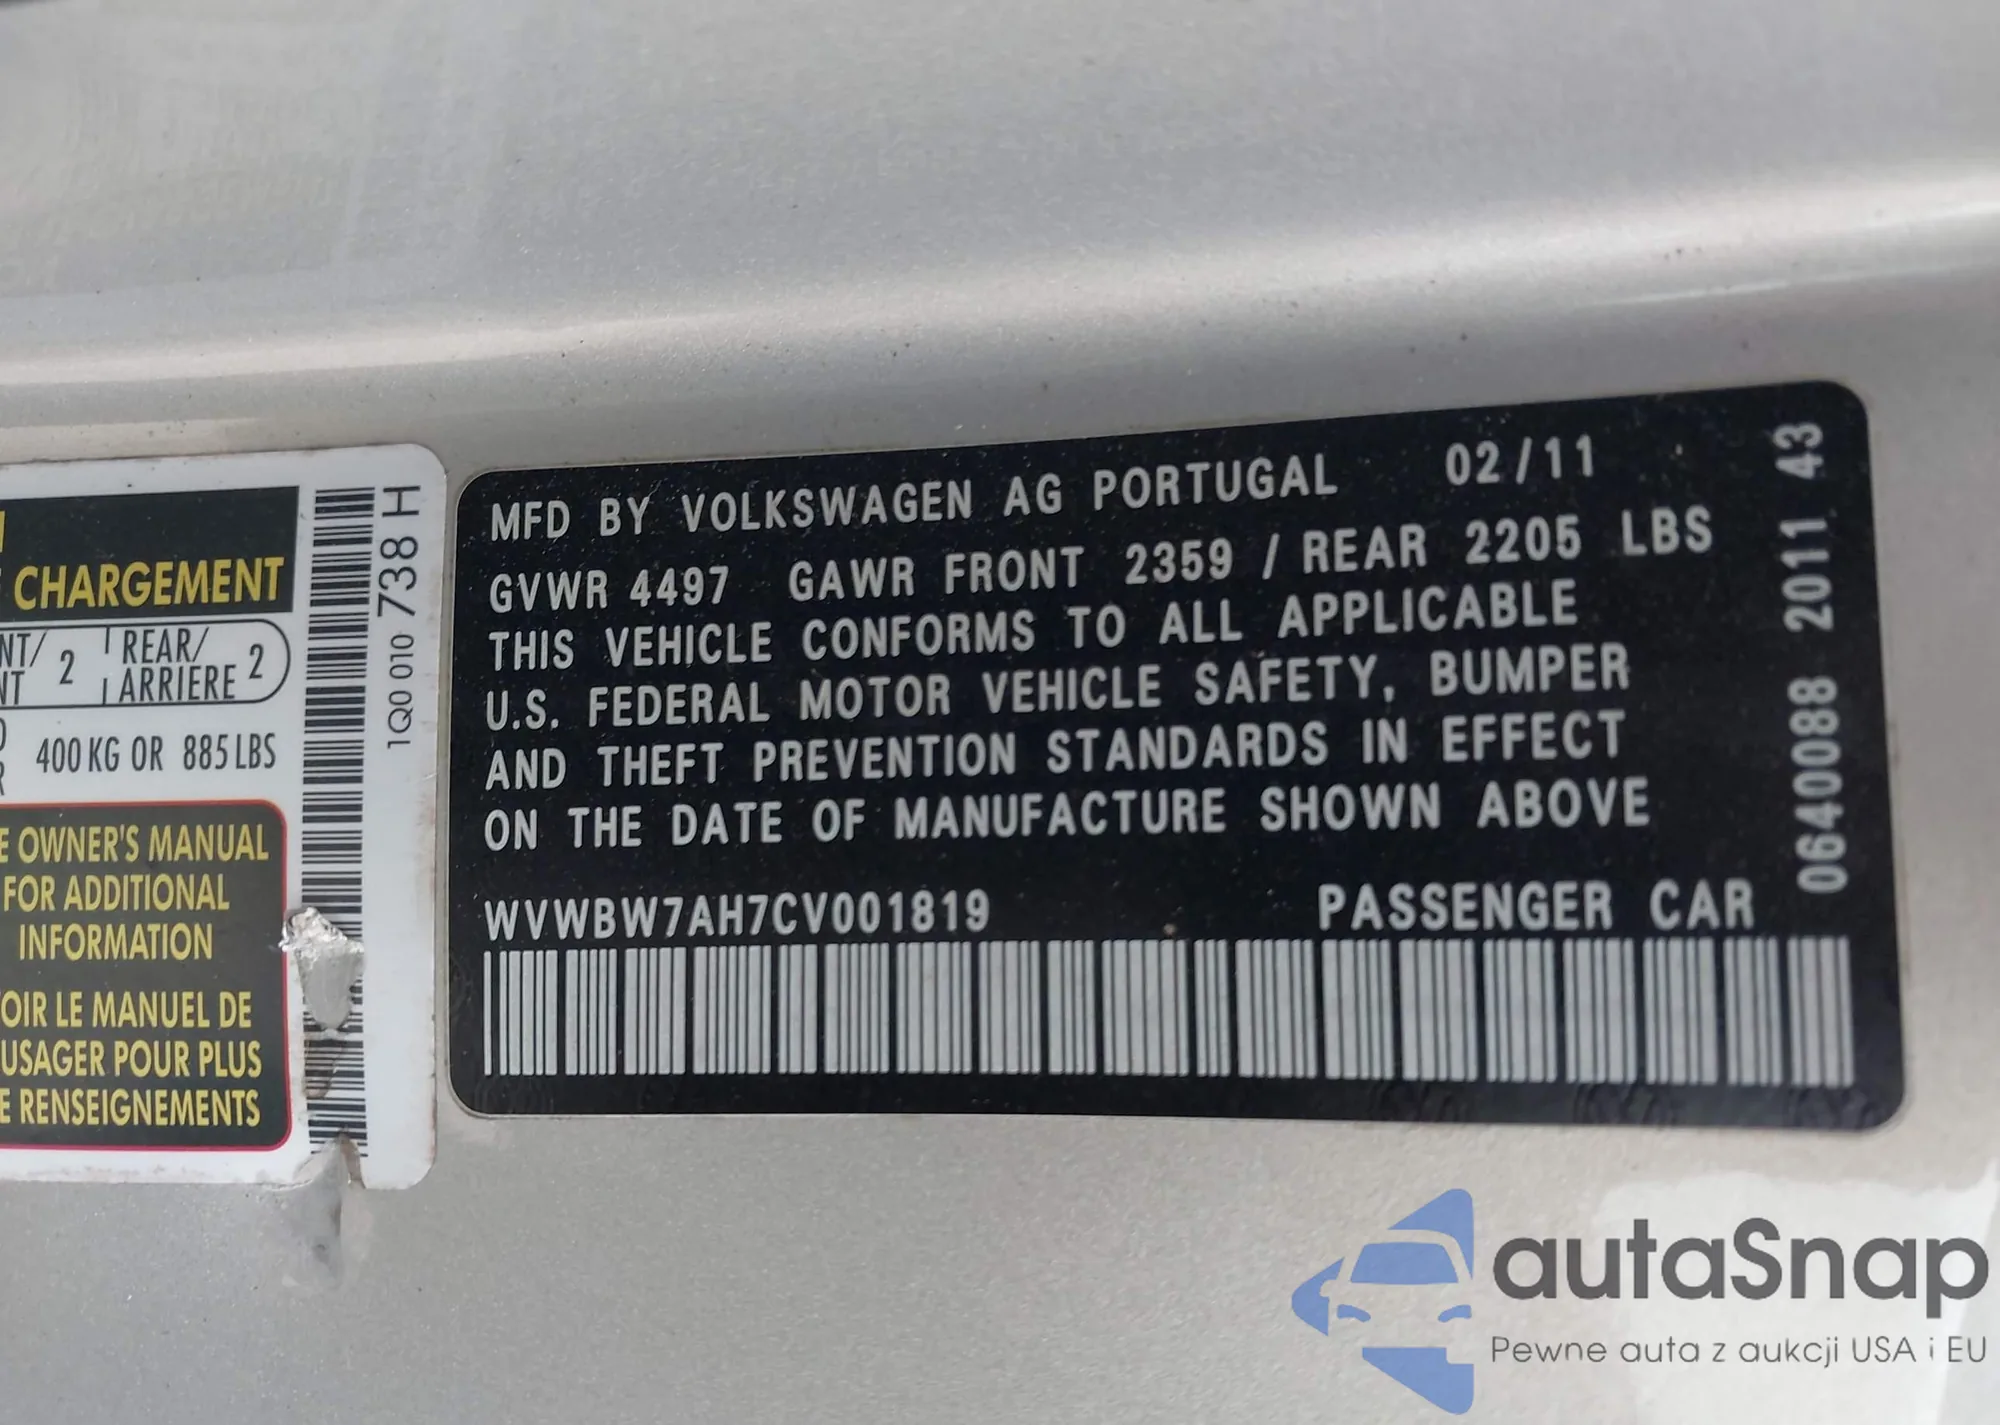 CHARGEMENT
2
REAR/
ARRIERE 2
400 KG OR 885 LBS
OWNER'S MANUAL
FOR ADDITIONAL
INFORMATION
LE MANUEL DE
USAGER POUR PLUS
RENSEIGNEMENTS
1Q0 010 738 H
MFD BY VOLKSWAGEN AG PORTUGAL 02/11
GVWR 4497 GAWR FRONT 2359 / REAR 2205 LBS
THIS VEHICLE CONFORMS TO ALL APPLICABLE
U.S. FEDERAL MOTOR VEHICLE SAFETY, BUMPER
AND THEFT PREVENTION STANDARDS IN EFFECT
ON THE DATE OF MANUFACTURE SHOWN ABOVE
WVWBW7AH7CV001819 PASSENGER CAR
0640088 2011 43
autaSnap
Pewne auta z aukcji USA i EU